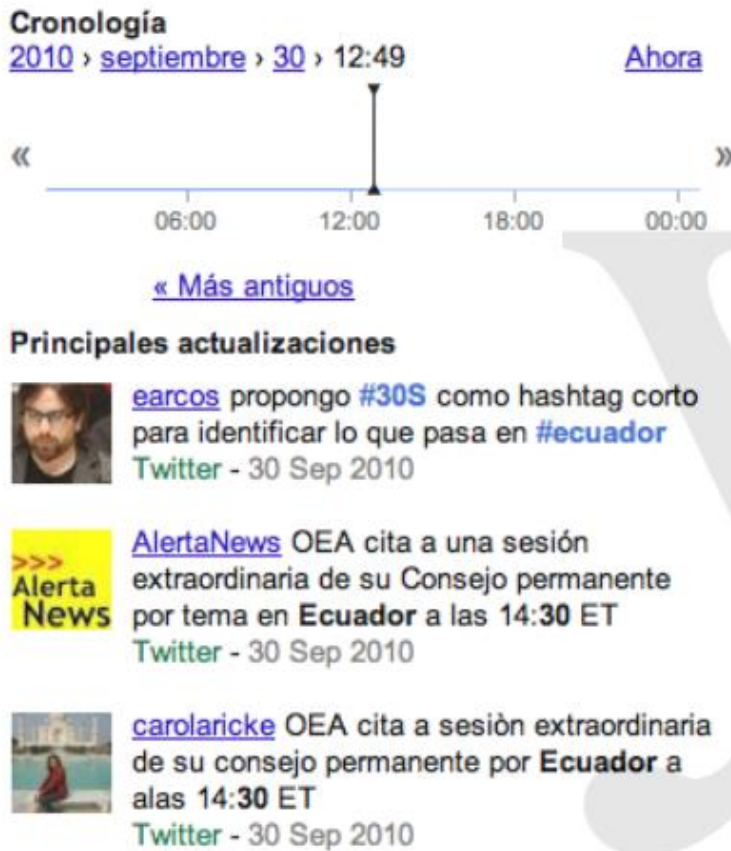 Cronología
2010 › septiembre › 30 › 12:49 Ahora
« »
06:00 12:00 18:00 00:00
« Más antiguos
Principales actualizaciones
earcos propongo #30S como hashtag corto
para identificar lo que pasa en #ecuador
Twitter - 30 Sep 2010
>>>
Alerta
News
AlertaNews OEA cita a una sesión
extraordinaria de su Consejo permanente
por tema en Ecuador a las 14:30 ET
Twitter - 30 Sep 2010
carolaricke OEA cita a sesiòn extraordinaria
de su consejo permanente por Ecuador a
alas 14:30 ET
Twitter - 30 Sep 2010